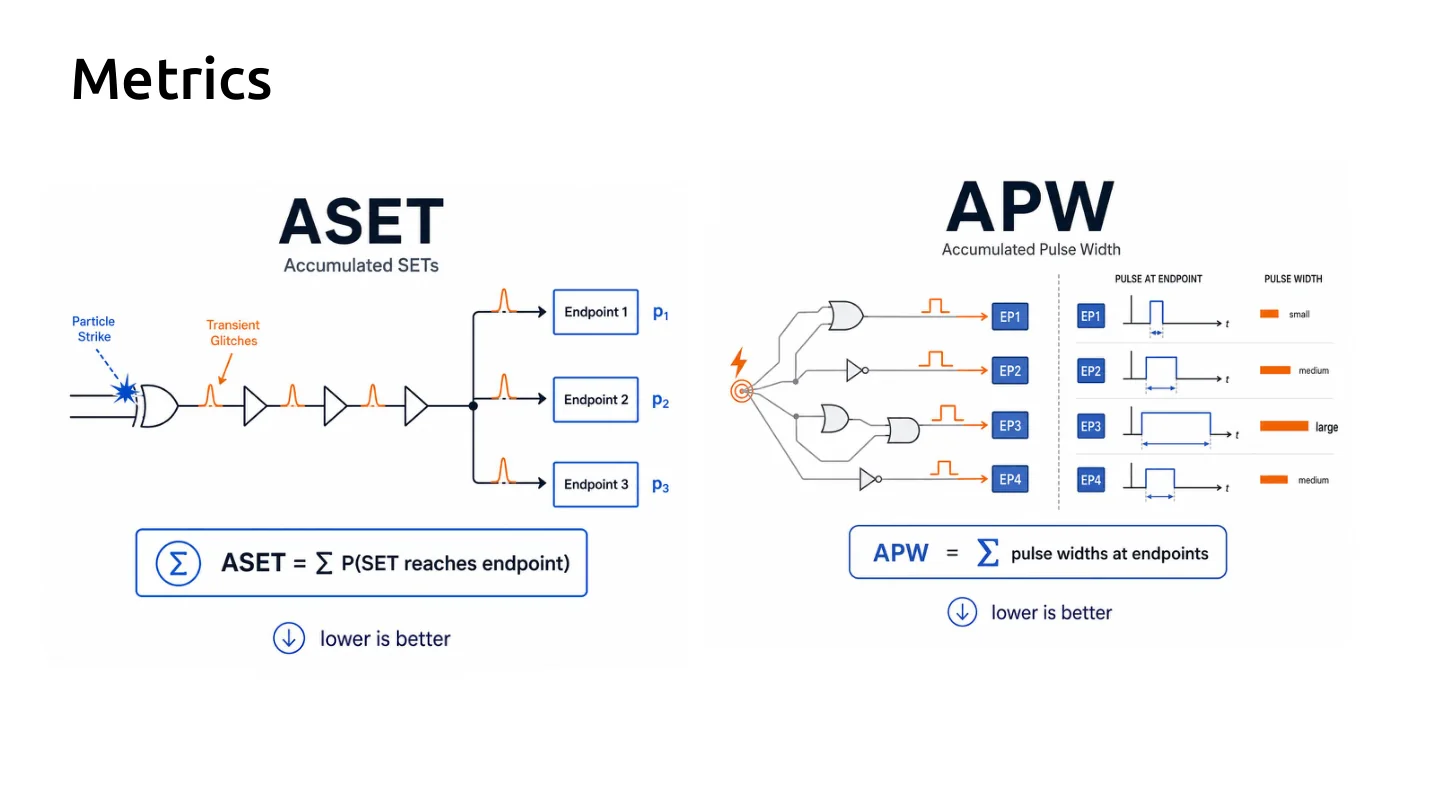 Metrics
ASET
Accumulated SETs
Particle
Strike
Transient
Glitches
Endpoint 1
p1
Endpoint 2
p2
Endpoint 3
p3
Σ ASET = Σ P(SET reaches endpoint)
lower is better
APW
Accumulated Pulse Width
PULSE AT ENDPOINT PULSE WIDTH
EP1 EP1 t small
EP2 EP2 t medium
EP3 EP3 t large
EP4 EP4 t medium
APW = Σ pulse widths at endpoints
lower is better